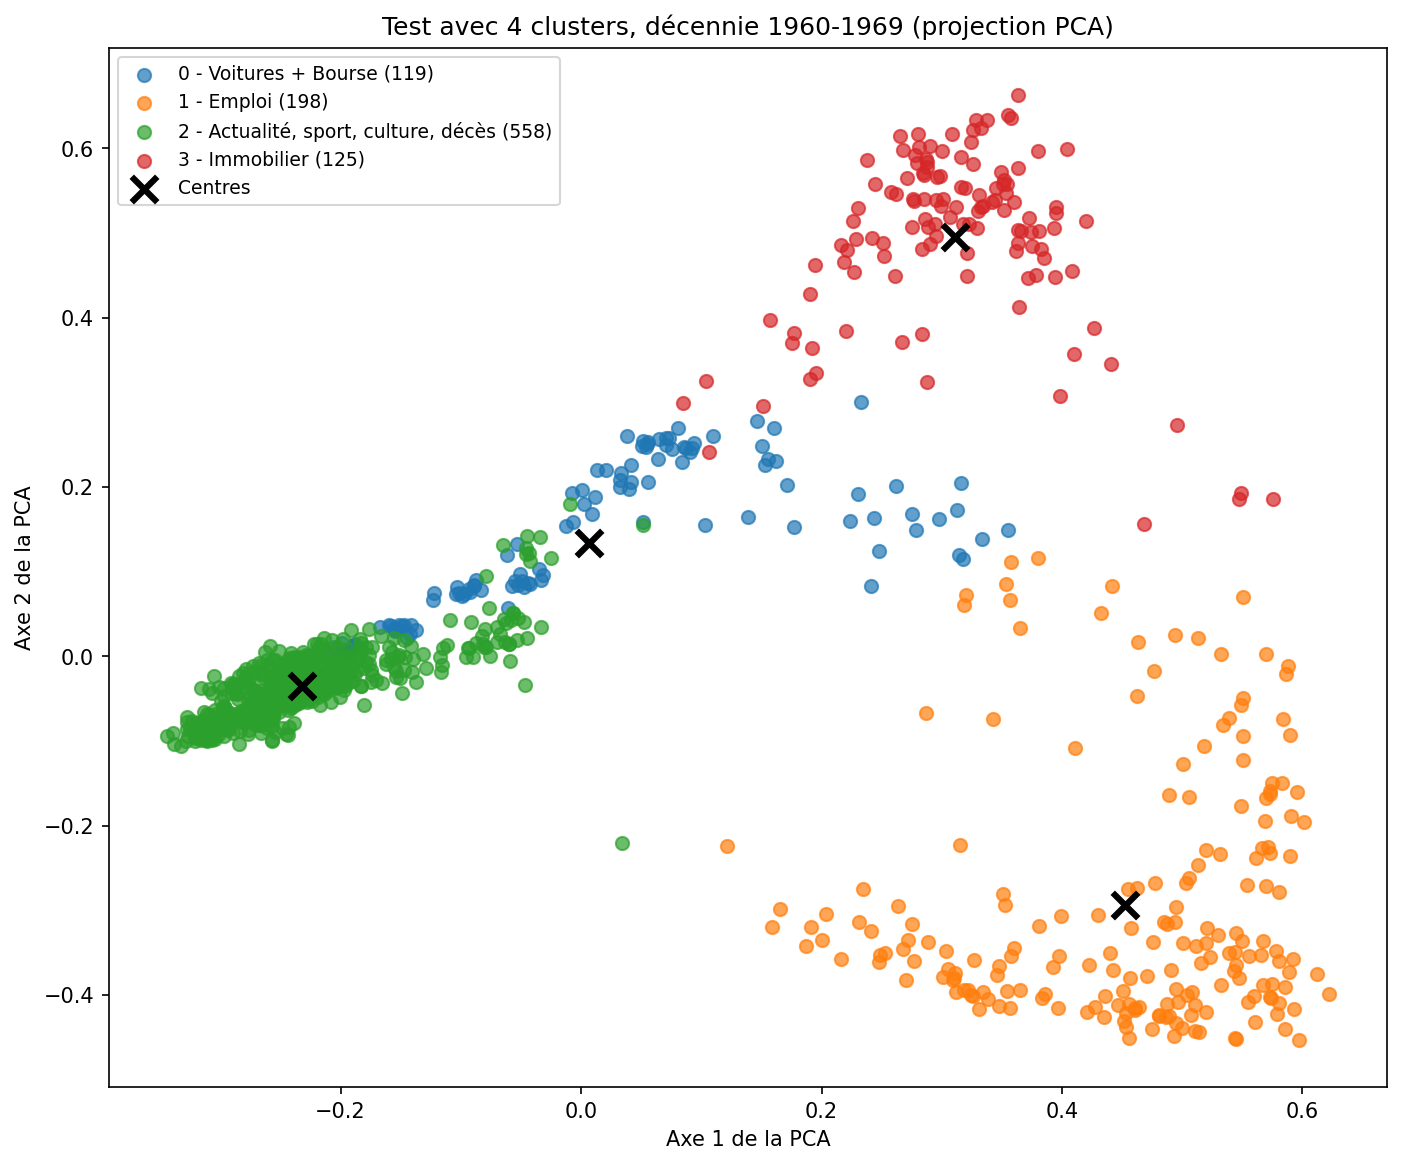 Test avec 4 clusters, décennie 1960-1969 (projection PCA)
0 - Voitures + Bourse (119)
1 - Emploi (198)
2 - Actualité, sport, culture, décès (558)
3 - Immobilier (125)
Centres
Axe 2 de la PCA
0.6
0.4
0.2
0.0
−0.2
−0.4
−0.2
0.0
0.2
0.4
0.6
Axe 1 de la PCA